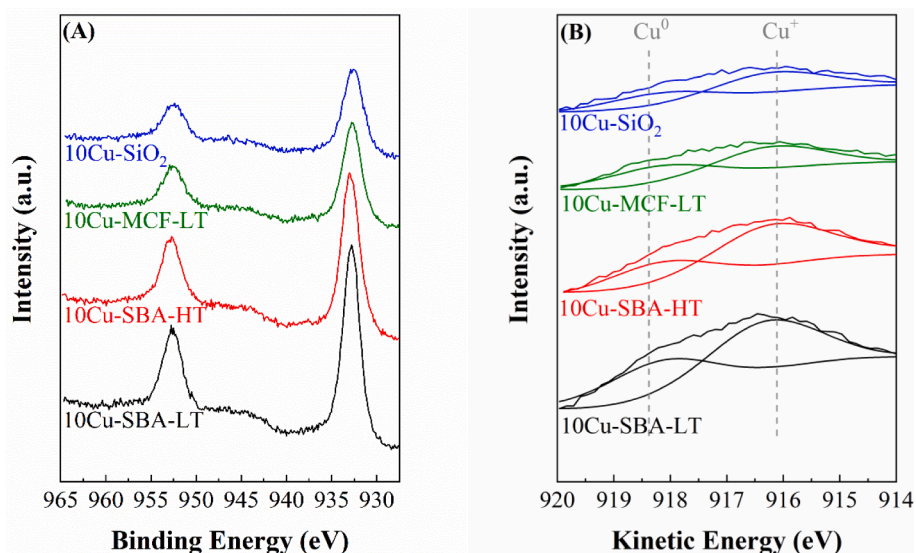 (A)
10Cu-SiO₂
10Cu-MCF-LT
10Cu-SBA-HT
10Cu-SBA-LT
Intensity (a.u.)
965 960 955 950 945 940 935 930
Binding Energy (eV)
(B)
Cu⁰ Cu⁺
10Cu-SiO₂
10Cu-MCF-LT
10Cu-SBA-HT
10Cu-SBA-LT
Intensity (a.u.)
920 919 918 917 916 915 914
Kinetic Energy (eV)